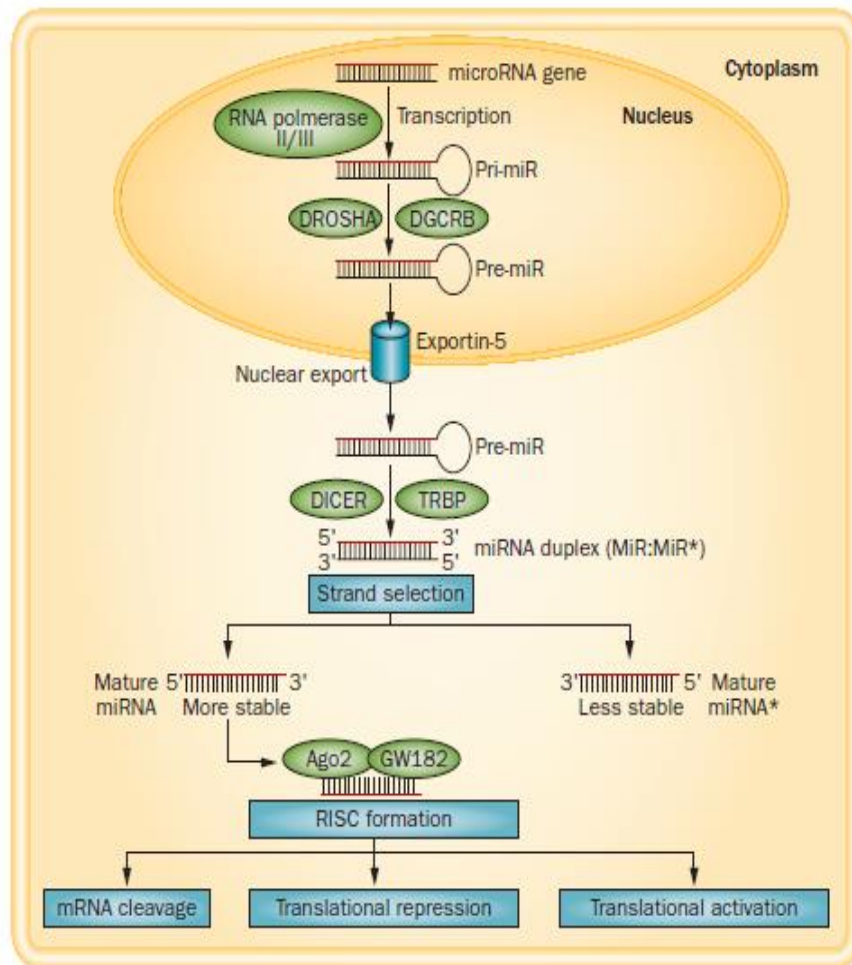 microRNA gene
Cytoplasm
Nucleus
RNA polmerase
II/III
Transcription
Pri-miR
DROSHA
DGCRB
Pre-miR
Exportin-5
Nuclear export
Pre-miR
DICER
TRBP
5' 3'
3' 5'
miRNA duplex (MiR:MiR*)
Strand selection
Mature 5' 3'
miRNA More stable
3' 5' Mature
Less stable miRNA*
Ago2
GW182
RISC formation
mRNA cleavage
Translational repression
Translational activation